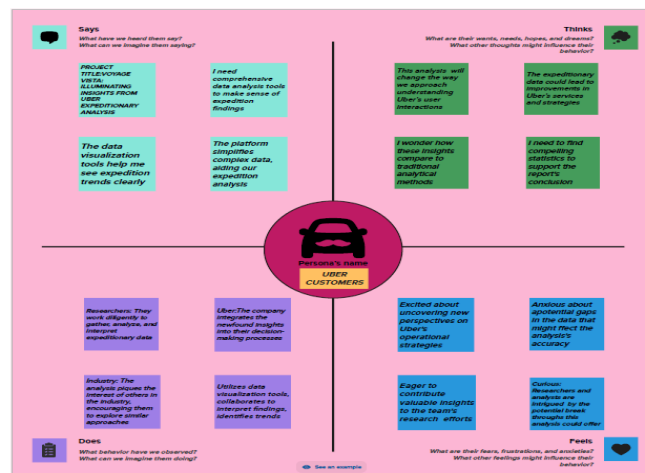 Says
What have we heard them say?
What can we imagine them saying?
Thinks
What are their wants, needs, hopes, and dreams?
What other thoughts might influence their
behavior?
PROJECT
TITLE:VOYAGE
VISTA:
ILLUMINATING
INSIGHTS FROM
UBER
EXPEDITIONARY
ANALYSIS
I need
comprehensive
data analysis tools
to make sense of
expedition
findings
The data
visualization
tools help me
see expedition
trends clearly
The platform
simplifies
complex data,
aiding our
expedition
analysis
This analysis will
change the way
we approach
understanding
Uber's user
interactions
The expeditionary
data could lead to
improvements in
Uber's services
and strategies
I wonder how
these insights
compare to
traditional
analytical
methods
I need to find
compelling
statistics to
support the
report's
conclusion
Persona's name
UBER
CUSTOMERS
Researchers: They
work diligently to
gather, analyze, and
interpret
expeditionary data
Uber:The company
integrates the
newfound insights
into their decision-
making processes
Industry: The
analysis piques the
interest of others in
the industry,
encouraging them
to explore similar
approaches
Utilizes data
visualization tools,
collaborates to
interpret findings,
identifies trends
Excited about
uncovering new
perspectives on
Uber's
operational
strategies
Anxious about
apotential gaps
in the data that
might ffect the
analysis's
accuracy
Eager to
contribute
valuable insights
to the team's
research efforts
Curious:
Researchers and
analysts are
intrigued by the
potential break
throughs this
analysis could offer
Does
What behavior have we observed?
What can we imagine them doing?
See an example
Feels
What are their fears, frustrations, and anxieties?
What other feelings might influence their
behavior?